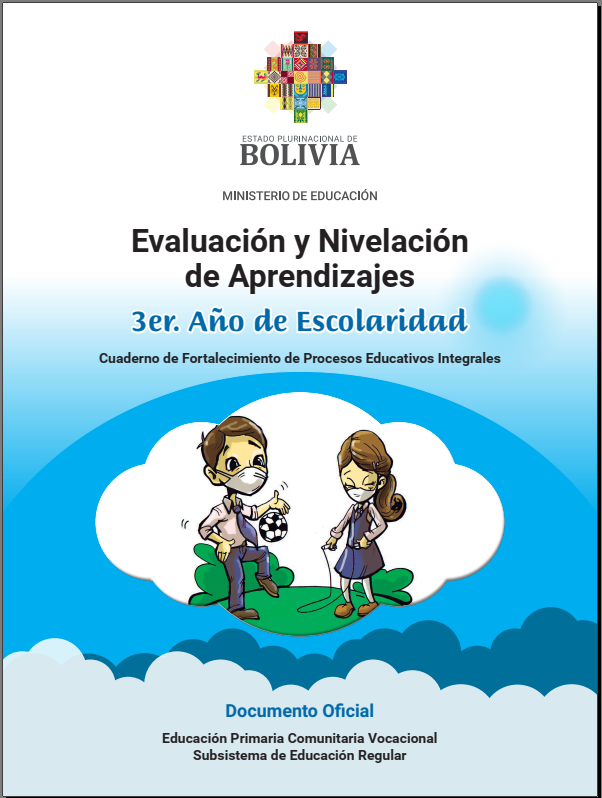 ESTADO PLURINACIONAL DE
BOLIVIA
MINISTERIO DE EDUCACIÓN
Evaluación y Nivelación
de Aprendizajes
3er. Año de Escolaridad
Cuaderno de Fortalecimiento de Procesos Educativos Integrales
Documento Oficial
Educación Primaria Comunitaria Vocacional
Subsistema de Educación Regular